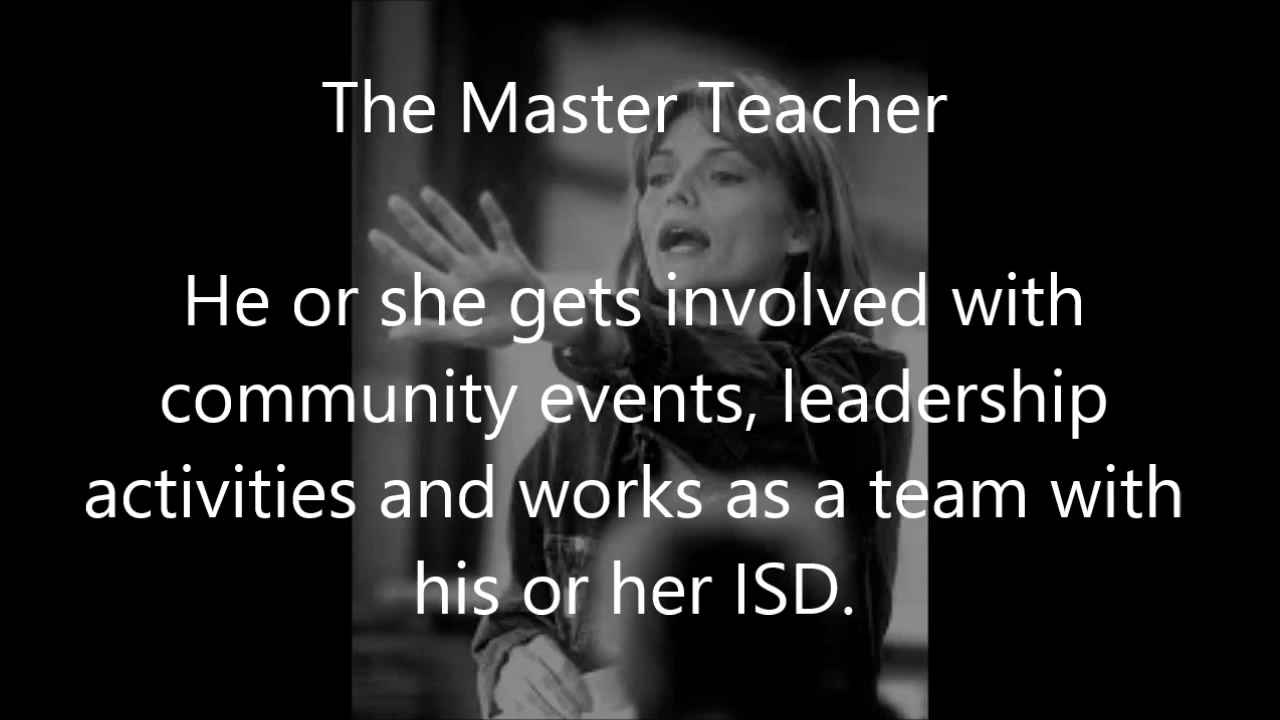 The Master Teacher
He or she gets involved with
community events, leadership
activities and works as a team with
his or her ISD.